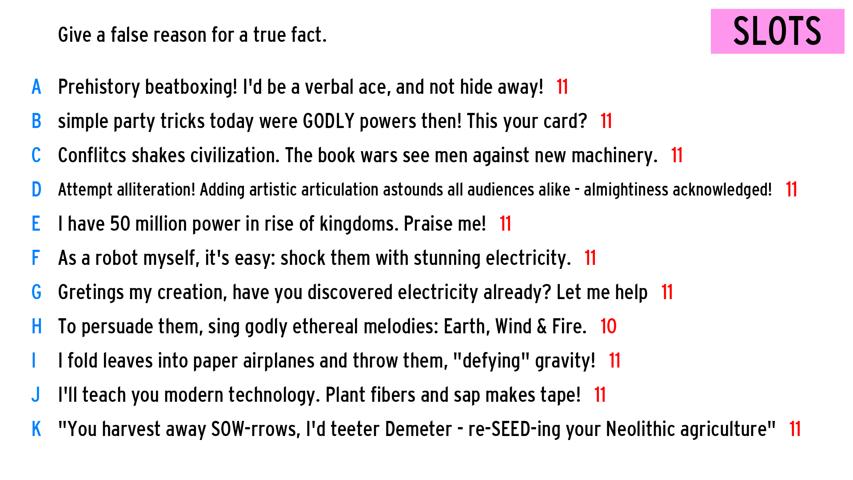 Give a false reason for a true fact.
SLOTS
A Prehistory beatboxing! I'd be a verbal ace, and not hide away! 11
B simple party tricks today were GODLY powers then! This your card? 11
C Conflitcs shakes civilization. The book wars see men against new machinery. 11
D Attempt alliteration! Adding artistic articulation astounds all audiences alike - almightiness acknowledged! 11
E I have 50 million power in rise of kingdoms. Praise me! 11
F As a robot myself, it's easy: shock them with stunning electricity. 11
G Gretings my creation, have you discovered electricity already? Let me help 11
H To persuade them, sing godly ethereal melodies: Earth, Wind & Fire. 10
I I fold leaves into paper airplanes and throw them, "defying" gravity! 11
J I'll teach you modern technology. Plant fibers and sap makes tape! 11
K "You harvest away SOW-rrows, I'd teeter Demeter - re-SEED-ing your Neolithic agriculture" 11